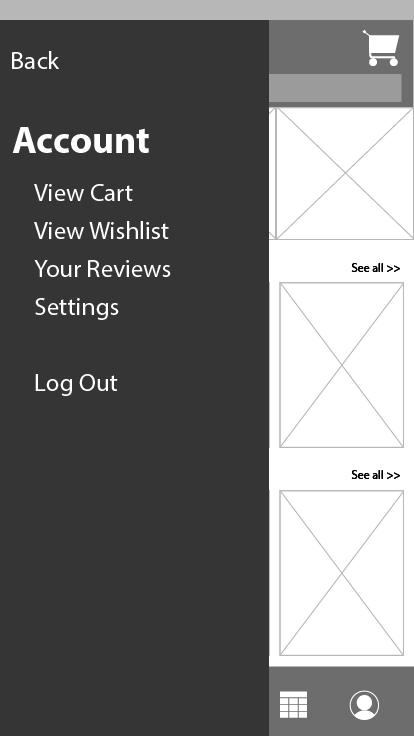 Back
Account
View Cart
View Wishlist
Your Reviews
Settings
Log Out
See all >>
See all >>